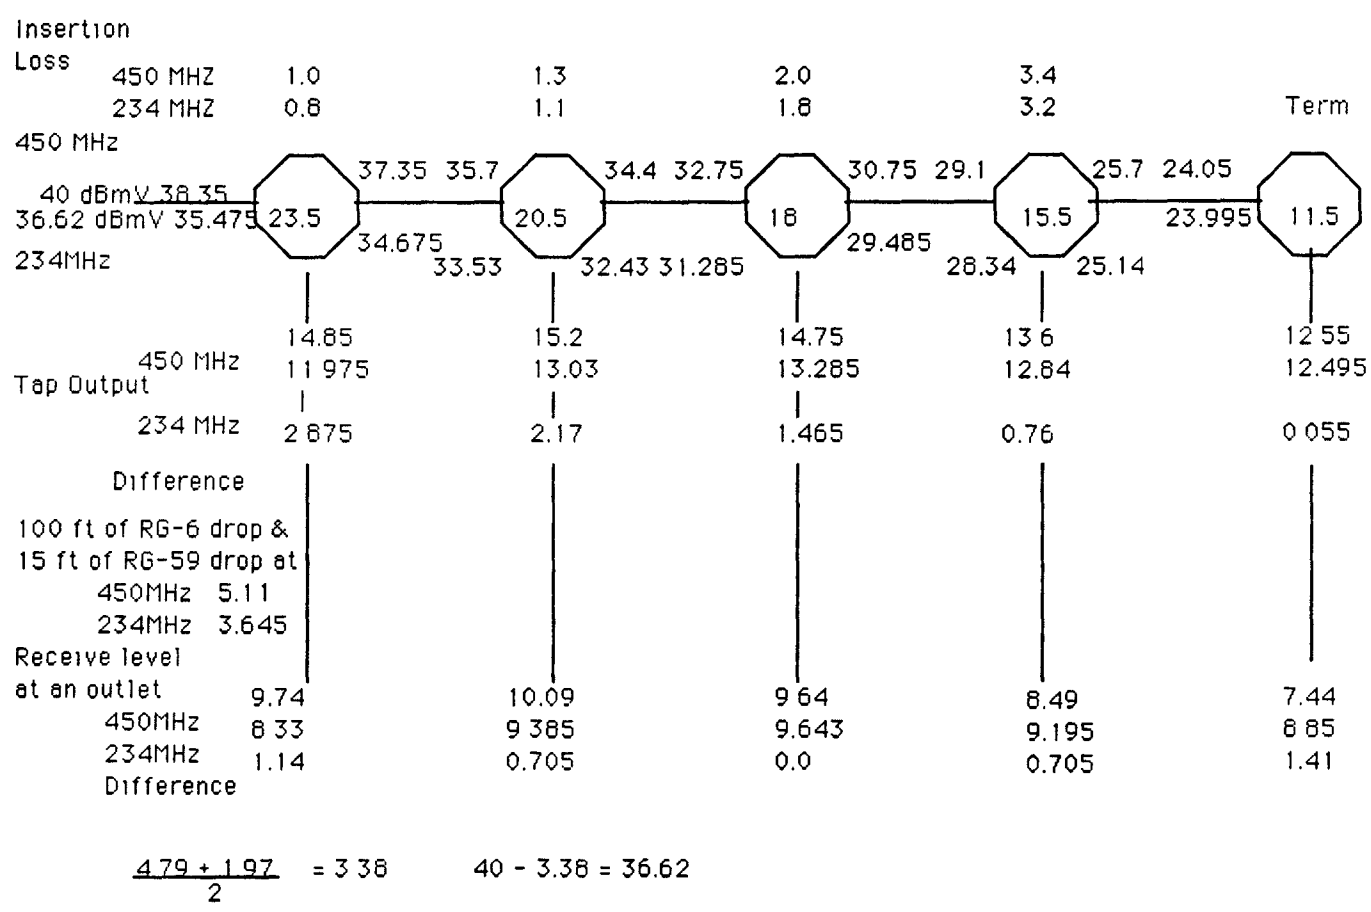 Insertion
Loss
450 MHZ 1.0 1.3 2.0 3.4
234 MHZ 0.8 1.1 1.8 3.2 Term
450 MHz
37.35 35.7 34.4 32.75 30.75 29.1 25.7 24.05
40 dBmV 38.35
36.62 dBmV 35.475 23.5 20.5 18 15.5 23.995 11.5
34.675 29.485
234MHz 33.53 32.43 31.285 28.34 25.14
14.85 15.2 14.75 13 6 12 55
450 MHz 11 975 13.03 13.285 12.84 12.495
Tap Output
234 MHz 2 875 2.17 1.465 0.76 0 055
Difference
100 ft of RG-6 drop &
15 ft of RG-59 drop at
450MHz 5.11
234MHz 3.645
Receive level
at an outlet 9.74 10.09 9 64 8.49 7.44
450MHz 8 33 9 385 9.643 9.195 8 85
234MHz 1.14 0.705 0.0 0.705 1.41
Difference
4 79 + 1 97 = 3 38 40 - 3.38 = 36.62
2